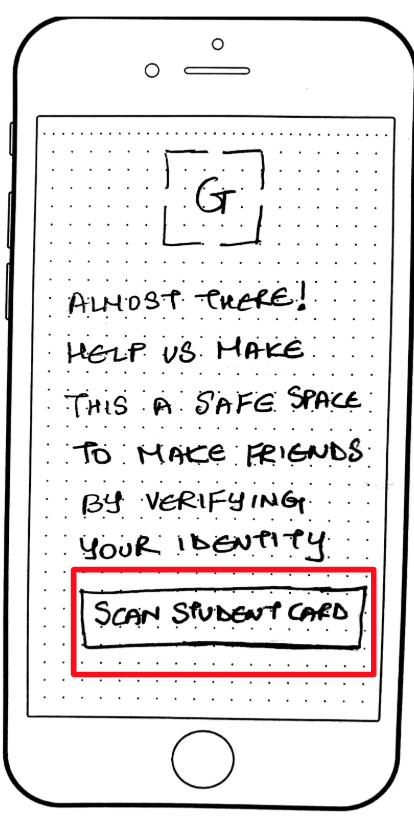 G
ALMOST THERE!
HELP US MAKE
THIS A SAFE SPACE
TO MAKE FRIENDS
BY VERIFYING
YOUR IDENTITY
SCAN STUDENT CARD